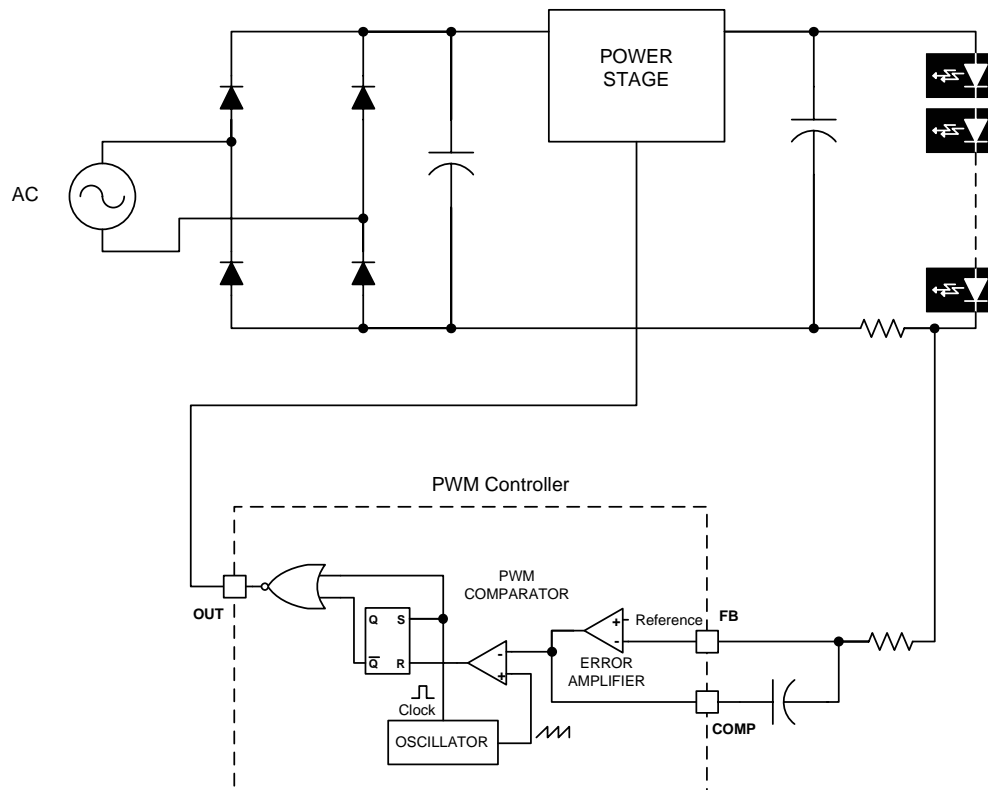 POWER
STAGE
AC
PWM Controller
PWM
COMPARATOR
OUT
Q S
Q̅ R
+ Reference
-
FB
ERROR
AMPLIFIER
-
+
Clock
OSCILLATOR
COMP